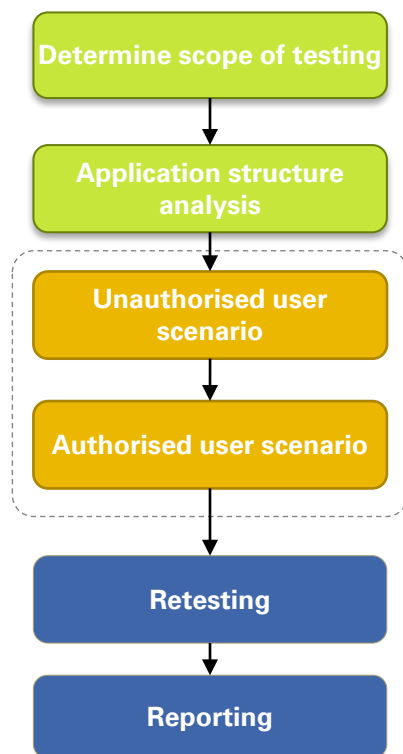 Determine scope of testing
Application structure
analysis
Unauthorised user
scenario
Authorised user scenario
Retesting
Reporting